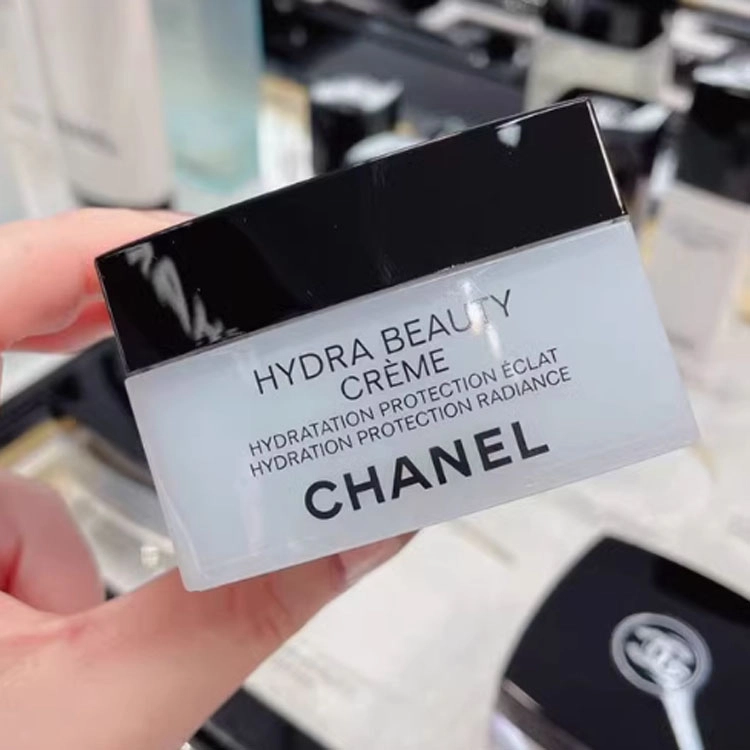 HYDRA BEAUTY
CRÈME
HYDRATATION PROTECTION ÉCLAT
HYDRATION PROTECTION RADIANCE
CHANEL